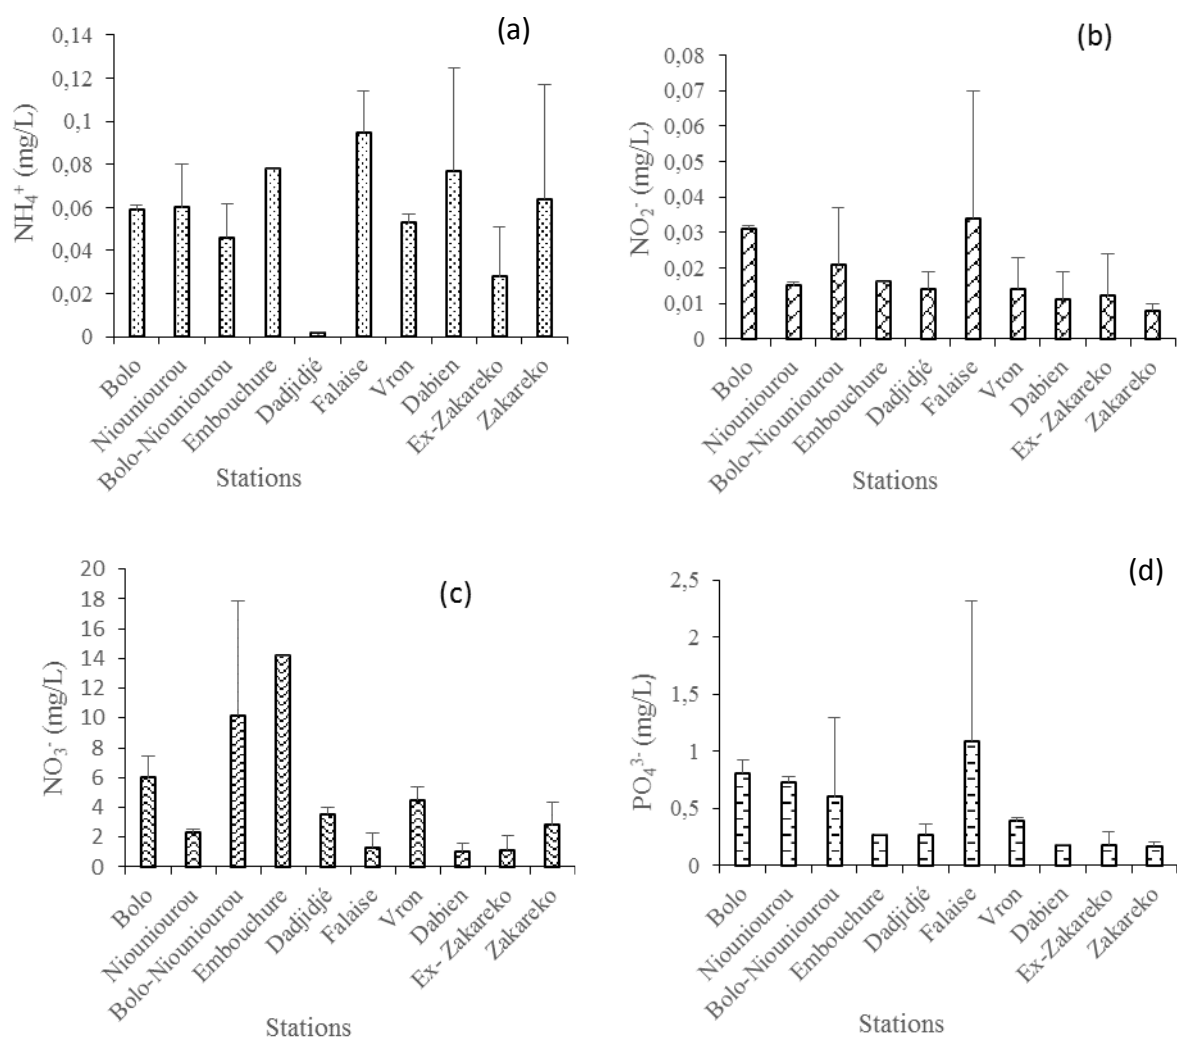 (a)
NH₄⁺ (mg/L)
0,14
0,12
0,1
0,08
0,06
0,04
0,02
0
Bolo
Niouniourou
Bolo-Niouniourou
Embouchure
Dadjidjé
Falaise
Vron
Dabien
Ex-Zakareko
Zakareko
Stations
(b)
NO₂⁻ (mg/L)
0,08
0,07
0,06
0,05
0,04
0,03
0,02
0,01
0
Bolo
Niouniourou
Bolo-Niouniourou
Embouchure
Dadjidjé
Falaise
Vron
Dabien
Ex- Zakareko
Zakareko
Stations
(c)
NO₃⁻ (mg/L)
20
18
16
14
12
10
8
6
4
2
0
Bolo
Niouniourou
Bolo-Niouniourou
Embouchure
Dadjidjé
Falaise
Vron
Dabien
Ex- Zakareko
Zakareko
Stations
(d)
PO₄³⁻ (mg/L)
2,5
2
1,5
1
0,5
0
Bolo
Niouniourou
Bolo-Niouniourou
Embouchure
Dadjidjé
Falaise
Vron
Dabien
Ex-Zakareko
Zakareko
Stations